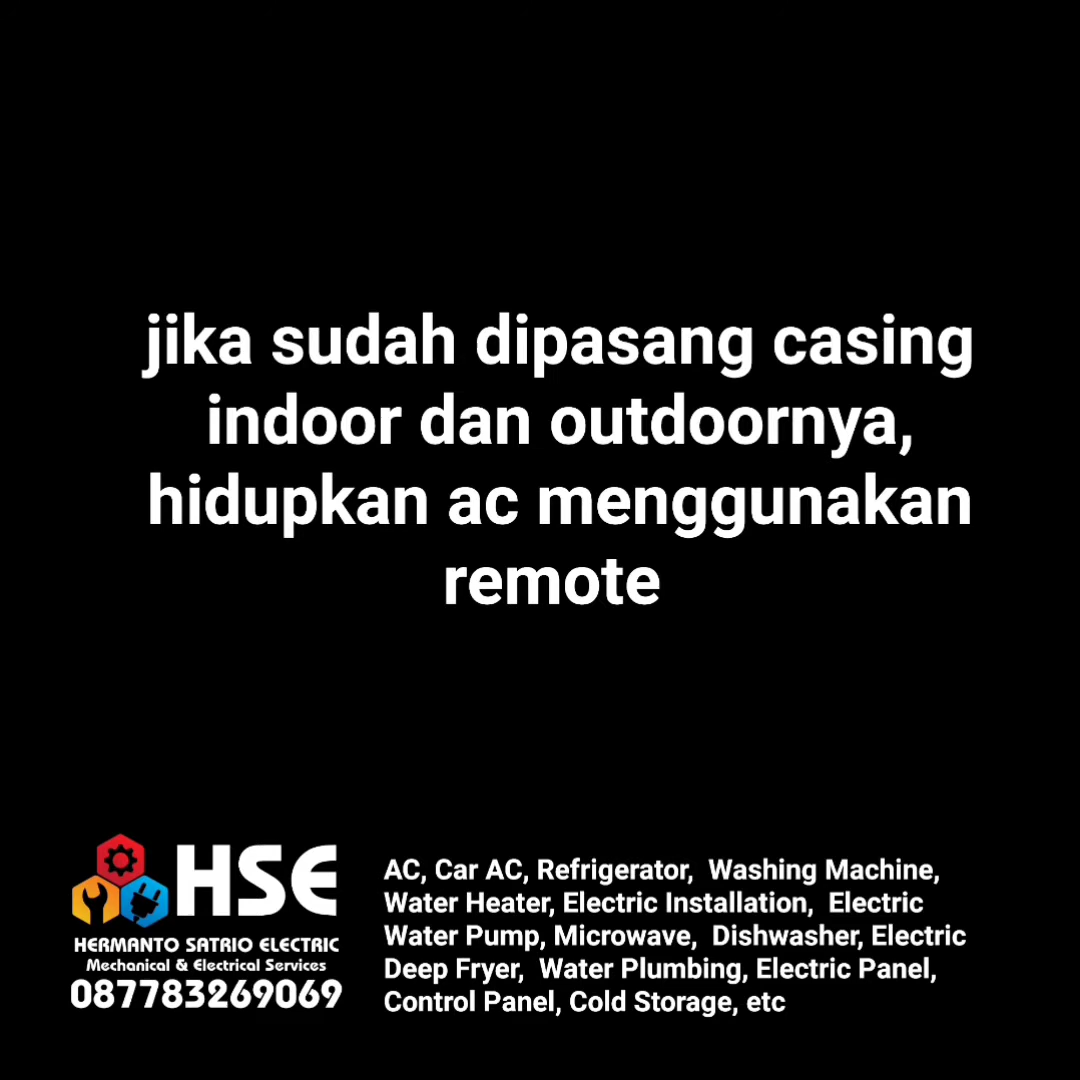 jika sudah dipasang casing
indoor dan outdoornya,
hidupkan ac menggunakan
remote
HSE
HERMANTO SATRIO ELECTRIC
Mechanical & Electrical Services
087783269069
AC, Car AC, Refrigerator, Washing Machine,
Water Heater, Electric Installation, Electric
Water Pump, Microwave, Dishwasher, Electric
Deep Fryer, Water Plumbing, Electric Panel,
Control Panel, Cold Storage, etc